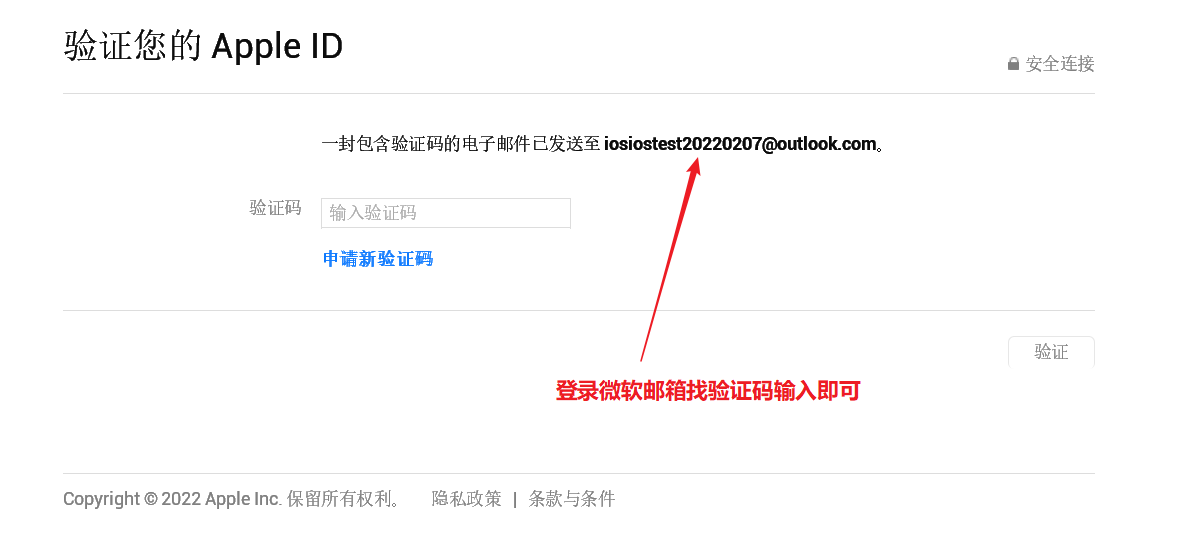 验证您的 Apple ID
安全连接
一封包含验证码的电子邮件已发送至 iosiostest20220207@outlook.com。
验证码 输入验证码
申请新验证码
验证
登录微软邮箱找验证码输入即可
Copyright © 2022 Apple Inc. 保留所有权利。 隐私政策 | 条款与条件